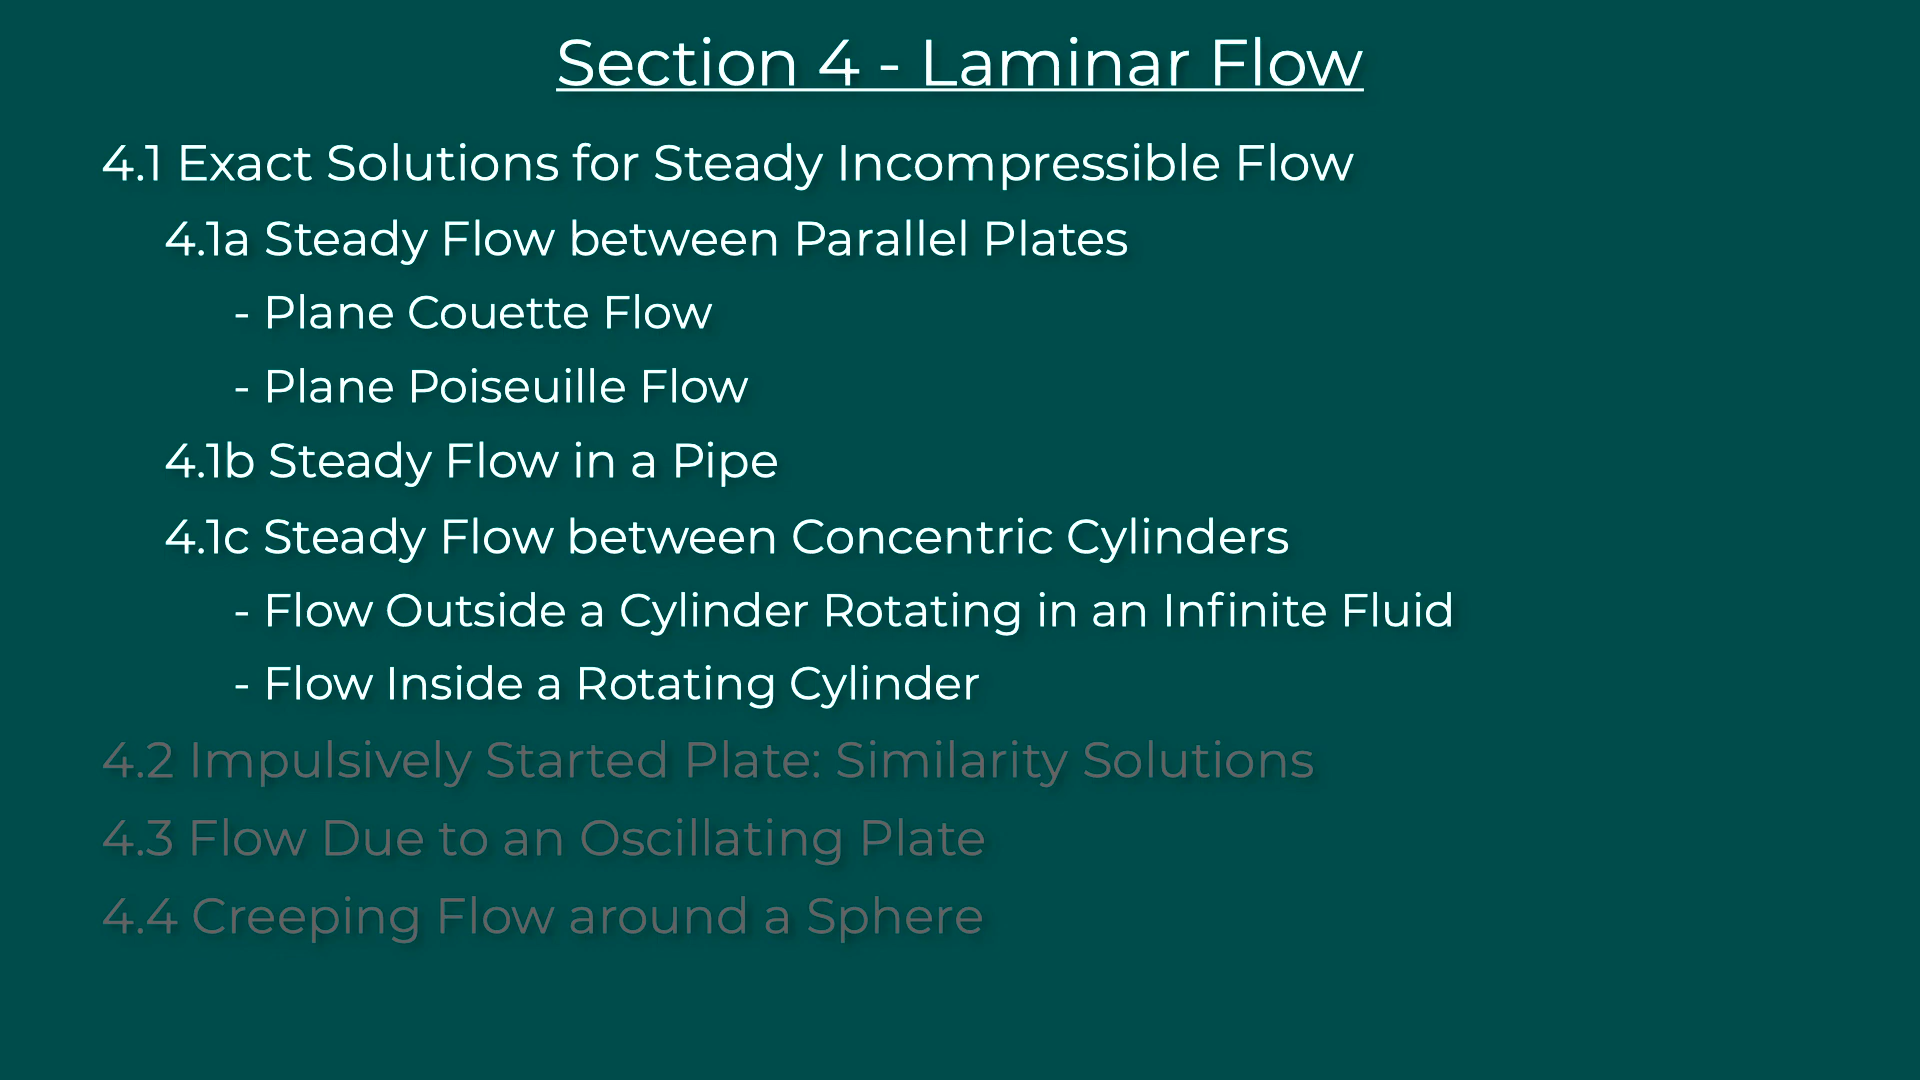 Section 4 - Laminar Flow
4.1 Exact Solutions for Steady Incompressible Flow
4.1a Steady Flow between Parallel Plates
- Plane Couette Flow
- Plane Poiseuille Flow
4.1b Steady Flow in a Pipe
4.1c Steady Flow between Concentric Cylinders
- Flow Outside a Cylinder Rotating in an Infinite Fluid
- Flow Inside a Rotating Cylinder
4.2 Impulsively Started Plate: Similarity Solutions
4.3 Flow Due to an Oscillating Plate
4.4 Creeping Flow around a Sphere